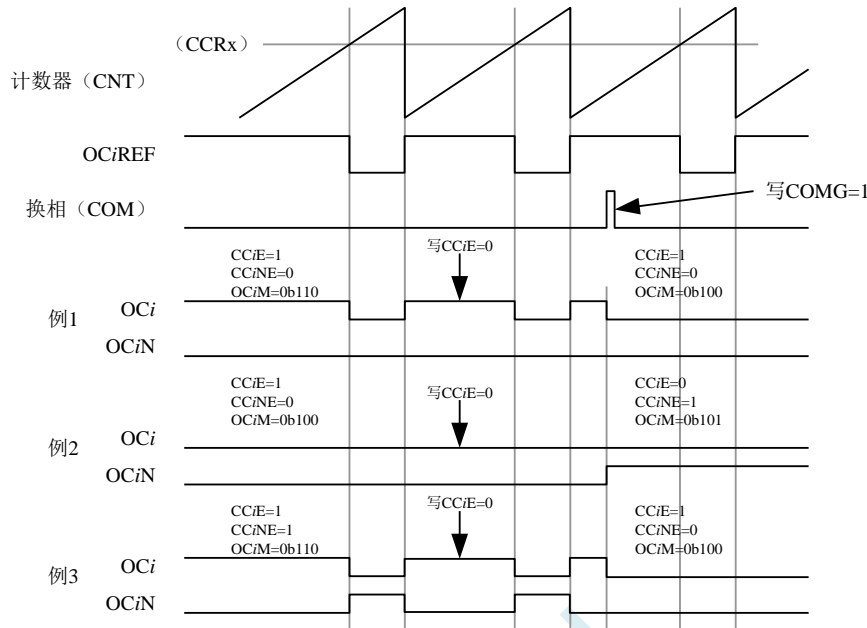 （CCRx）
计数器（CNT）
OCiREF
换相（COM）
写COMG=1
CCiE=1
CCiNE=0
OCiM=0b110
写CCiE=0
CCiE=1
CCiNE=0
OCiM=0b100
例1
OCi
OCiN
CCiE=1
CCiNE=0
OCiM=0b100
写CCiE=0
CCiE=0
CCiNE=1
OCiM=0b101
例2
OCi
OCiN
CCiE=1
CCiNE=1
OCiM=0b110
写CCiE=0
CCiE=1
CCiNE=0
OCiM=0b100
例3
OCi
OCiN